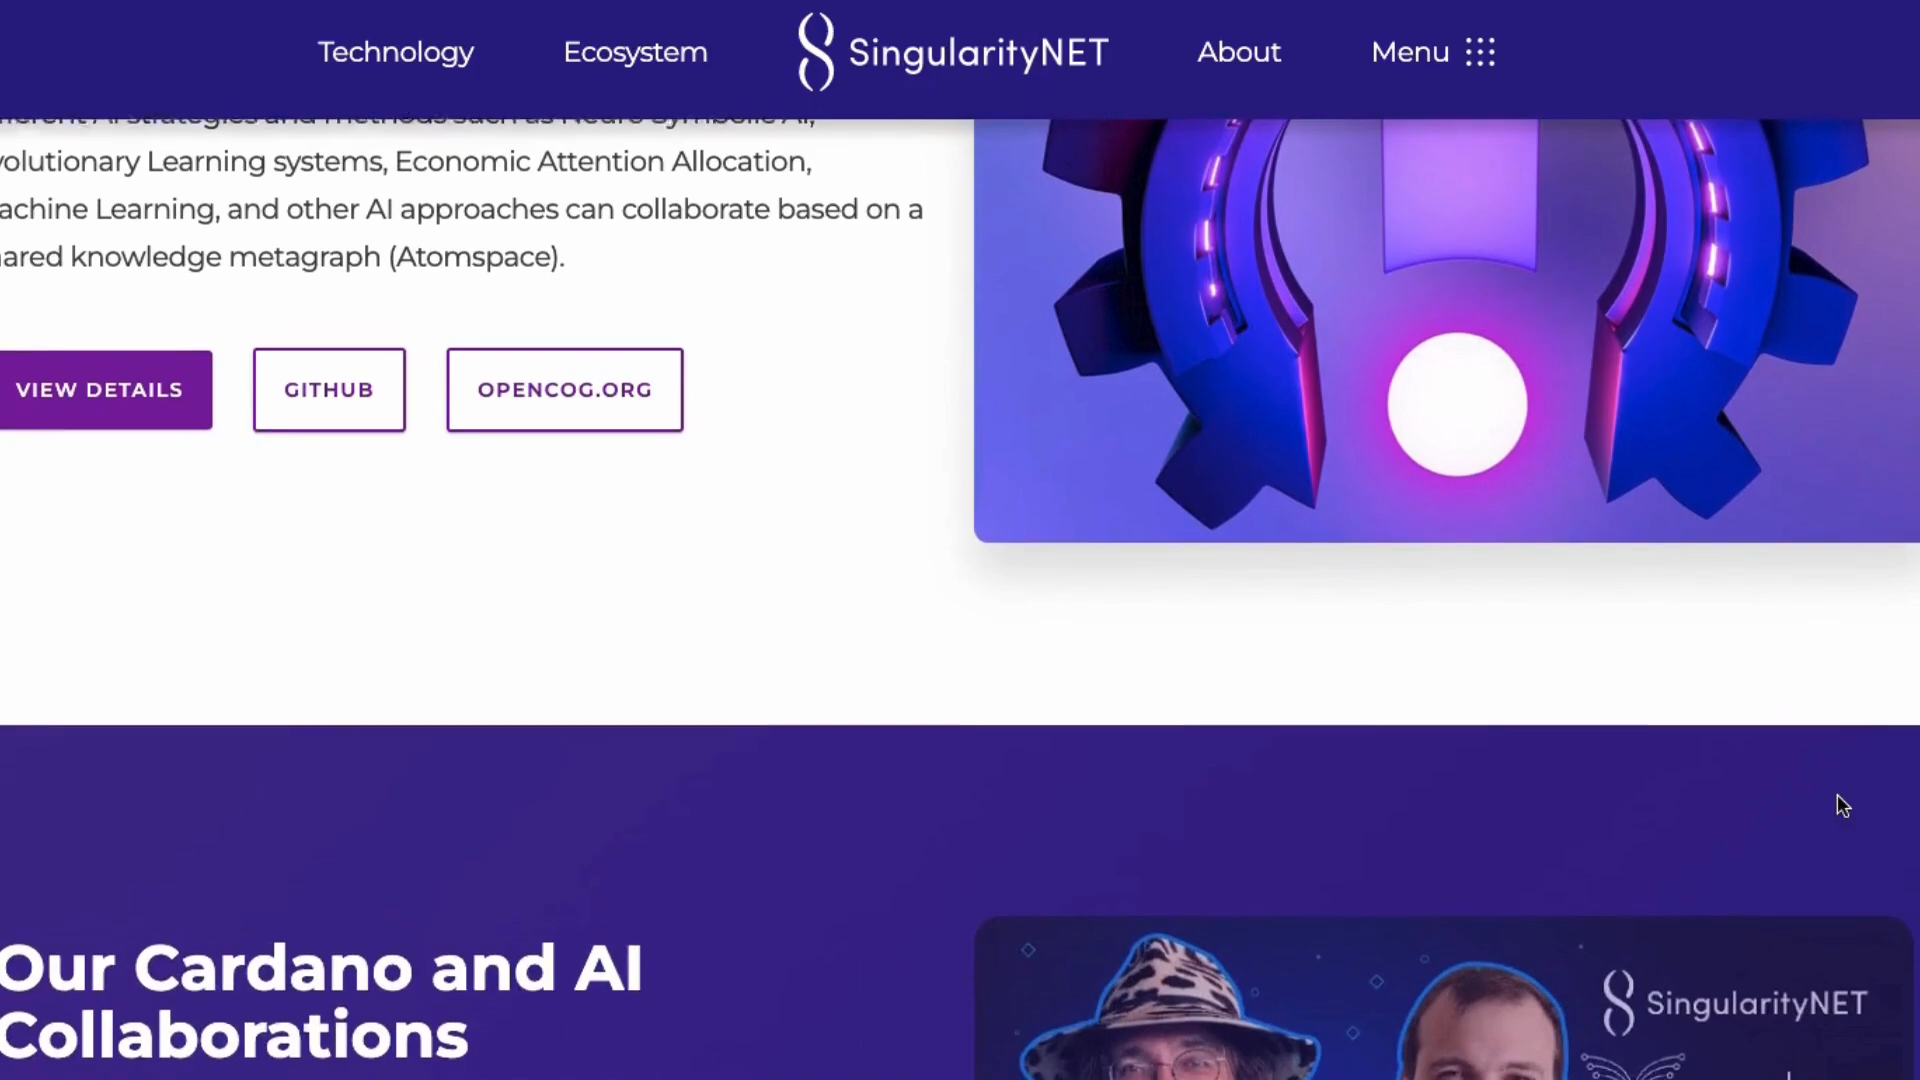 Technology
Ecosystem
SingularityNET
About
Menu
AI strategies and methods such as Neuro Symbolic AI,
volutionary Learning systems, Economic Attention Allocation,
achine Learning, and other AI approaches can collaborate based on a
ared knowledge metagraph (Atomspace).
VIEW DETAILS
GITHUB
OPENCOG.ORG
Our Cardano and AI
Collaborations
SingularityNET